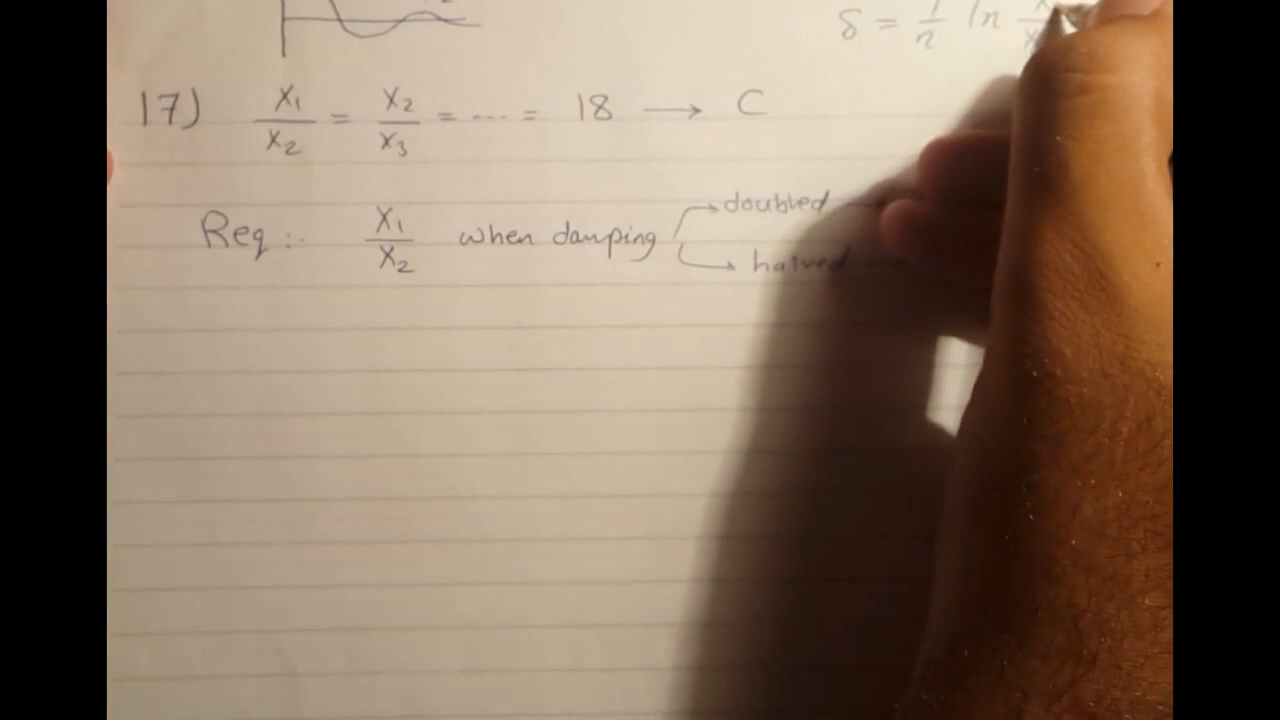 δ = 1/n ln
17) X₁/X₂ = X₂/X₃ = ... = 18 → C
Req :. X₁/X₂ when damping → doubled
→ halved